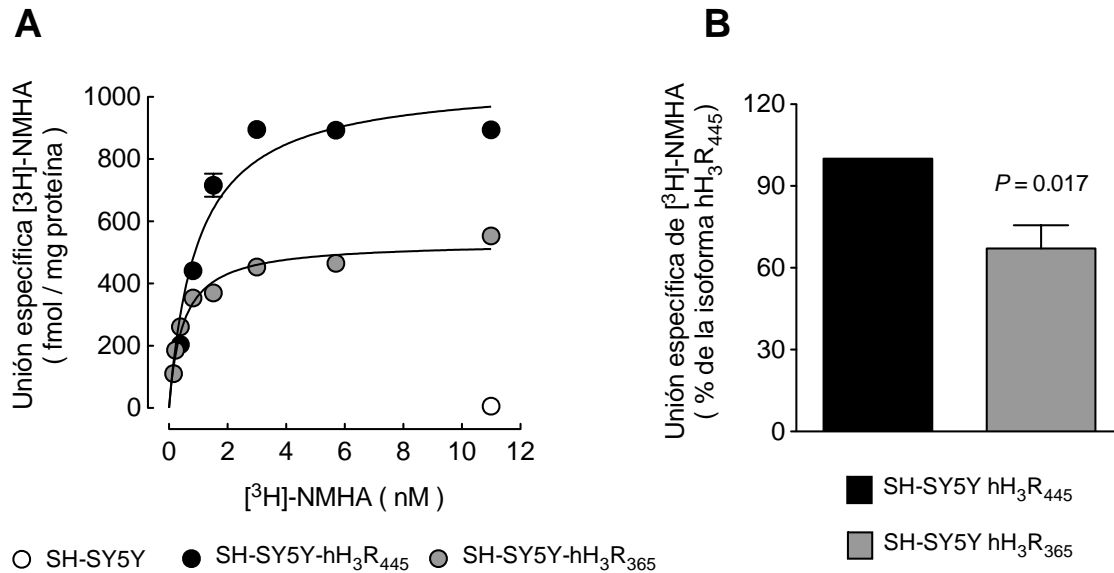 A
Unión específica [3H]-NMHA
( fmol / mg proteína )
1000
800
600
400
200
0
0 2 4 6 8 10 12
[³H]-NMHA ( nM )
SH-SY5Y SH-SY5Y-hH₃R₄₄₅ SH-SY5Y-hH₃R₃₆₅
B
Unión específica de [³H]-NMHA
( % de la isoforma hH₃R₄₄₅)
120
90
60
30
0
P = 0.017
SH-SY5Y hH₃R₄₄₅
SH-SY5Y hH₃R₃₆₅